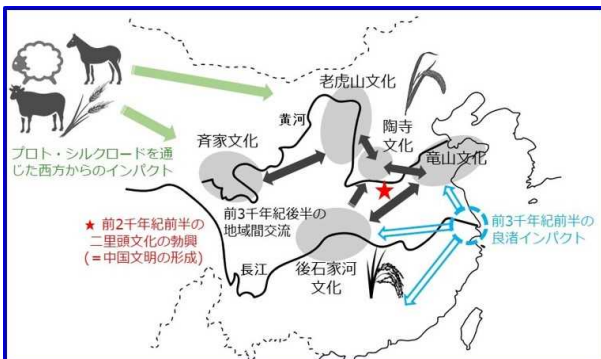 老虎山文化
黄河
陶寺
文化
斉家文化
竜山文化
プロト・シルクロードを通
じた西方からのインパクト
前3千年紀後半の
地域間交流
★ 前2千年紀前半の
二里頭文化の勃興
(=中国文明の形成)
前3千年紀前半の
良渚インパクト
長江
後石家河
文化